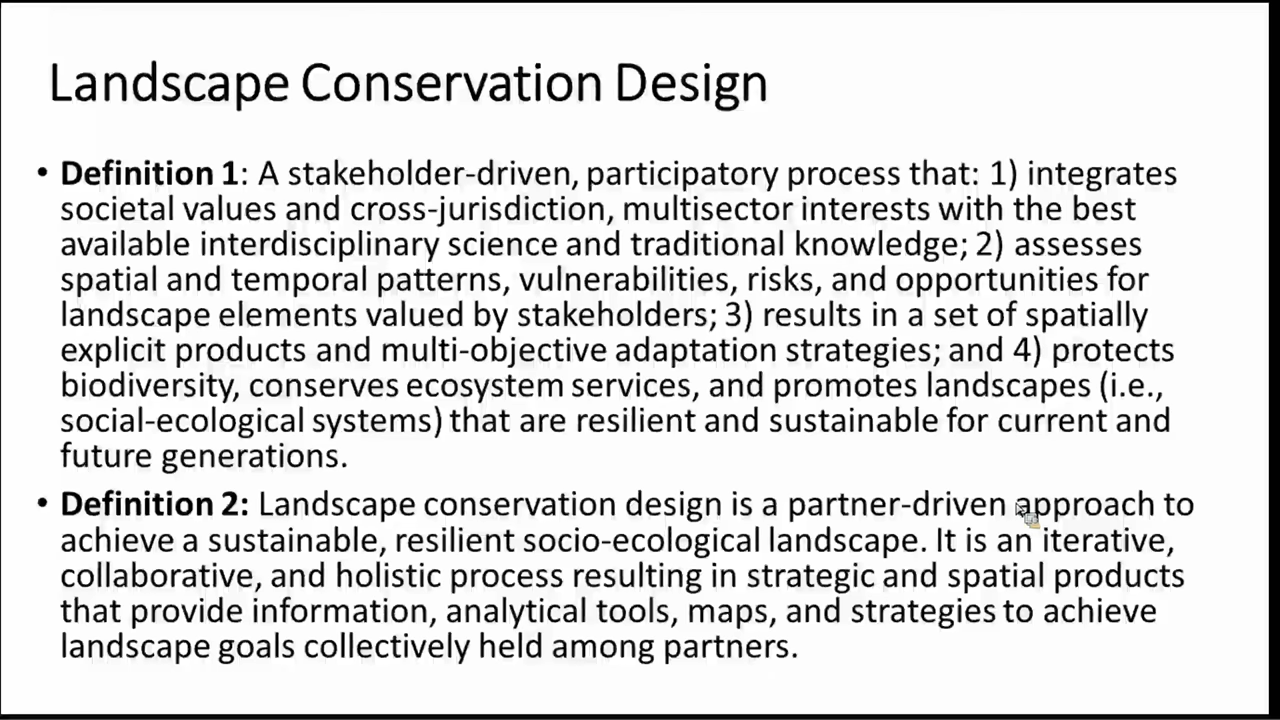 Landscape Conservation Design
• Definition 1: A stakeholder-driven, participatory process that: 1) integrates
societal values and cross-jurisdiction, multisector interests with the best
available interdisciplinary science and traditional knowledge; 2) assesses
spatial and temporal patterns, vulnerabilities, risks, and opportunities for
landscape elements valued by stakeholders; 3) results in a set of spatially
explicit products and multi-objective adaptation strategies; and 4) protects
biodiversity, conserves ecosystem services, and promotes landscapes (i.e.,
social-ecological systems) that are resilient and sustainable for current and
future generations.
• Definition 2: Landscape conservation design is a partner-driven approach to
achieve a sustainable, resilient socio-ecological landscape. It is an iterative,
collaborative, and holistic process resulting in strategic and spatial products
that provide information, analytical tools, maps, and strategies to achieve
landscape goals collectively held among partners.